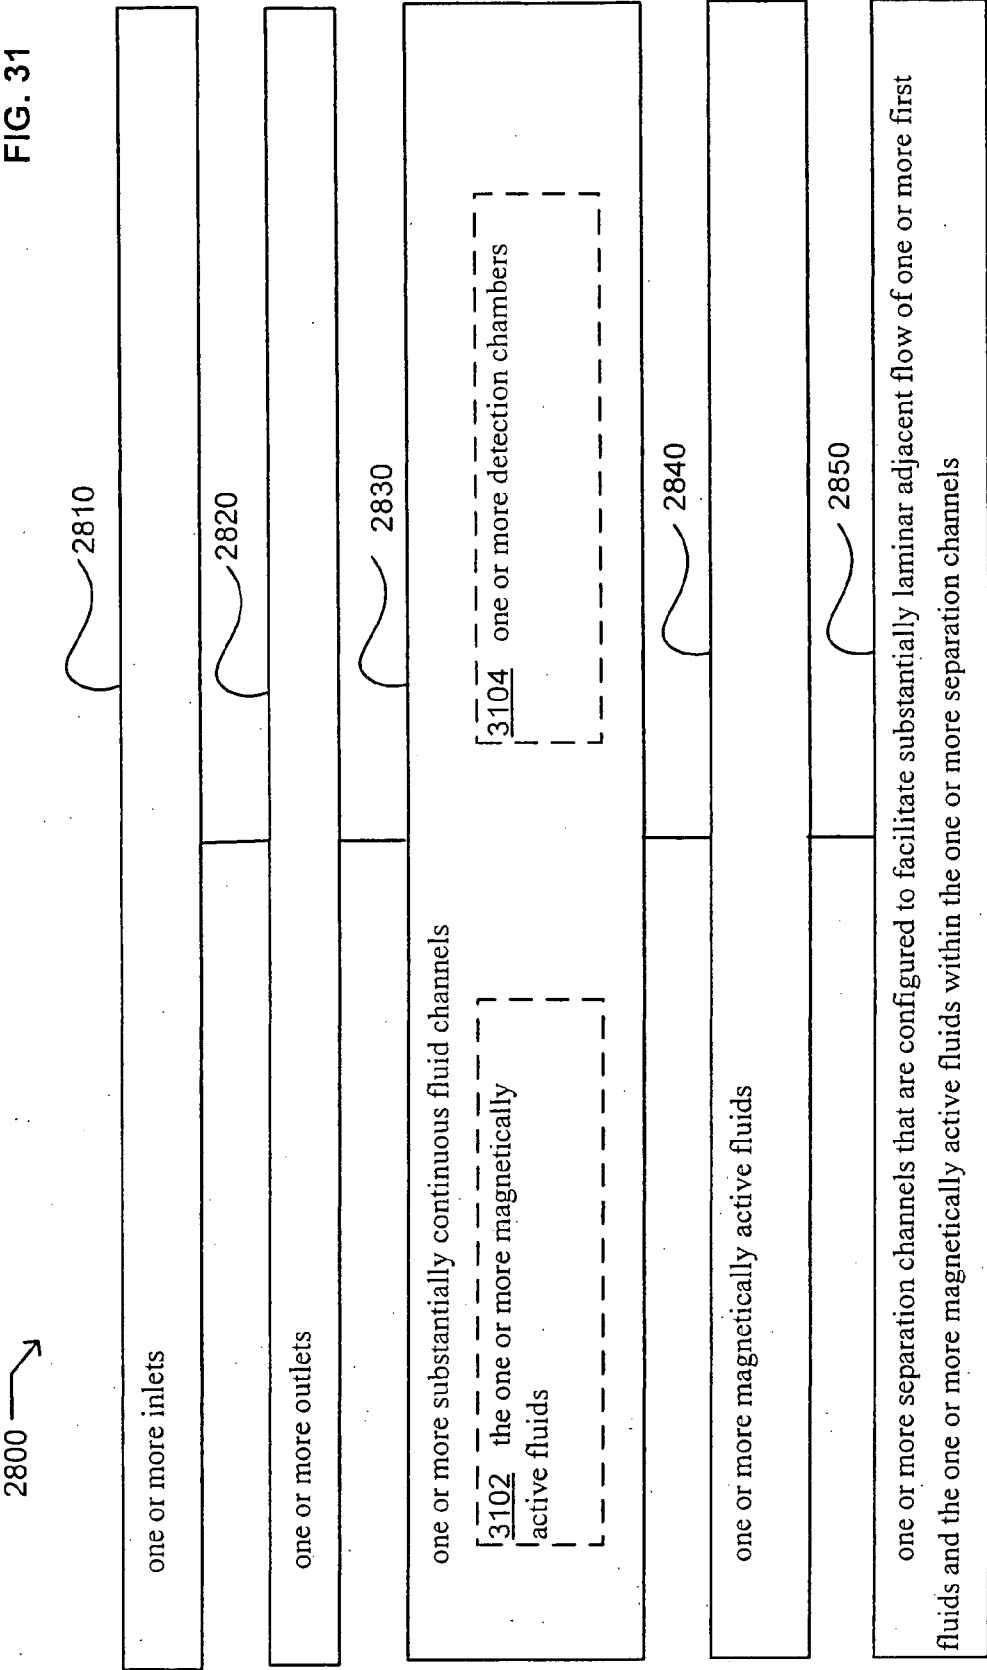 FIG. 31
2800
2810
one or more inlets
2820
one or more outlets
2830
one or more substantially continuous fluid channels
3102 the one or more magnetically
active fluids
3104 one or more detection chambers
2840
one or more magnetically active fluids
2850
one or more separation channels that are configured to facilitate substantially laminar adjacent flow of one or more first
fluids and the one or more magnetically active fluids within the one or more separation channels